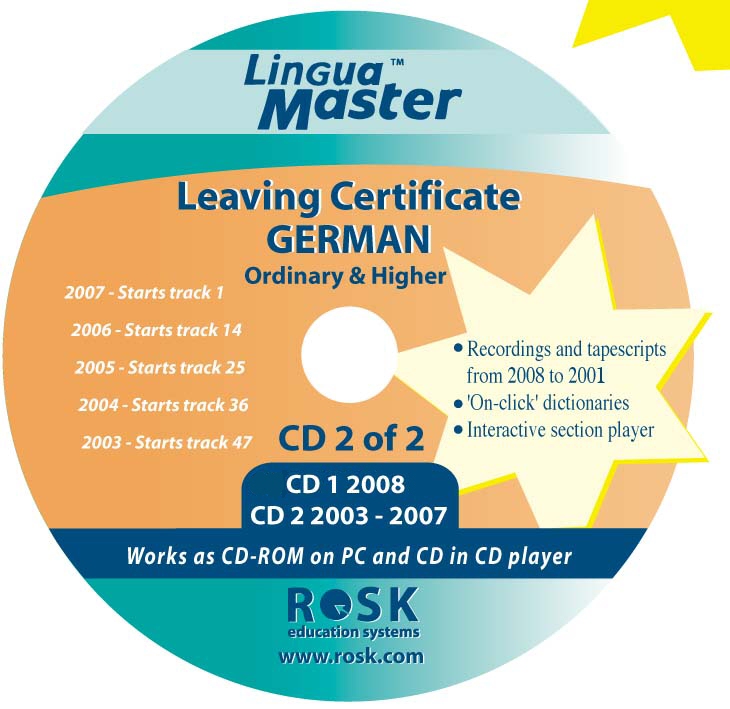 Lingua™
Master
Leaving Certificate
GERMAN
Ordinary & Higher
2007 - Starts track 1
2006 - Starts track 14
2005 - Starts track 25
2004 - Starts track 36
2003 - Starts track 47
• Recordings and tapescripts
from 2008 to 2001
• 'On-click' dictionaries
• Interactive section player
CD 2 of 2
CD 1 2008
CD 2 2003 - 2007
Works as CD-ROM on PC and CD in CD player
ROSK
education systems
www.rosk.com